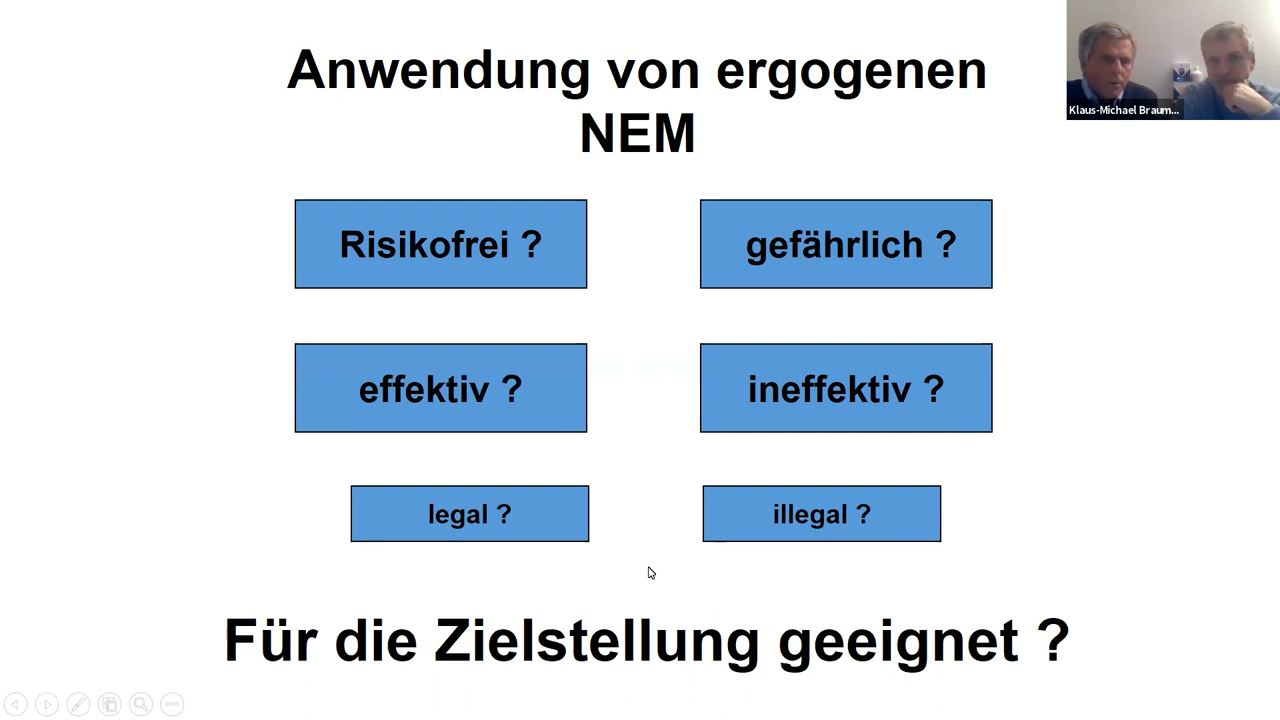 Anwendung von ergogenen
NEM
Klaus-Michael Braum...
Risikofrei ?
gefährlich ?
effektiv ?
ineffektiv ?
legal ?
illegal ?
Für die Zielstellung geeignet ?